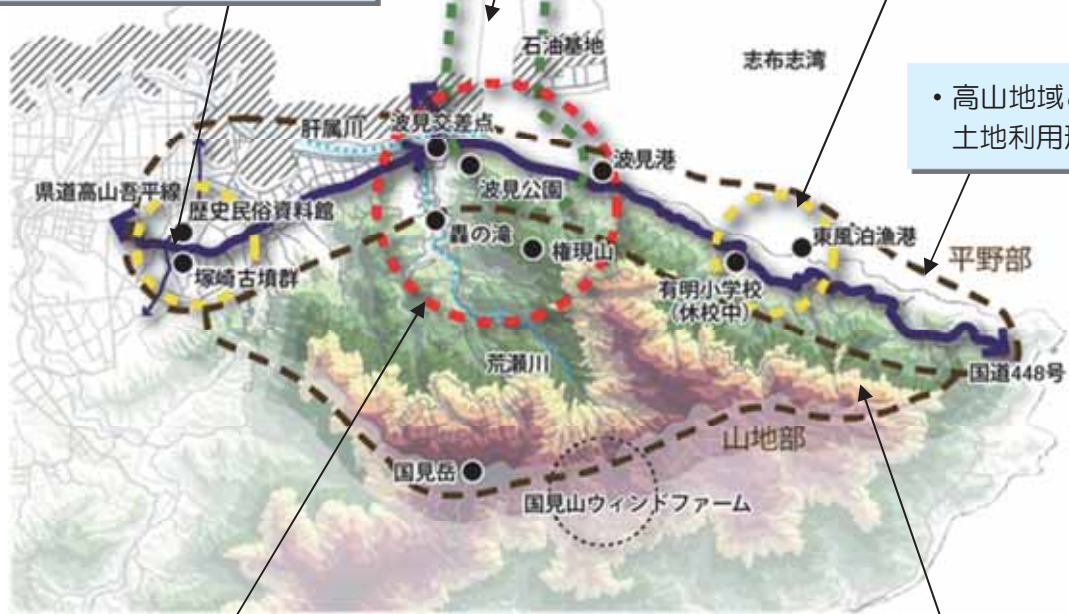 石油基地
志布志湾
・高山地域
土地利用
肝属川
波見交差点
波見港
波見公園
県道高山吾平線
歴史民俗資料館
轟の滝
権現山
東風泊漁港
平野部
塚崎古墳群
有明小学校
(休校中)
荒瀬川
国道448号
山地部
国見岳
国見山ウィンドファーム